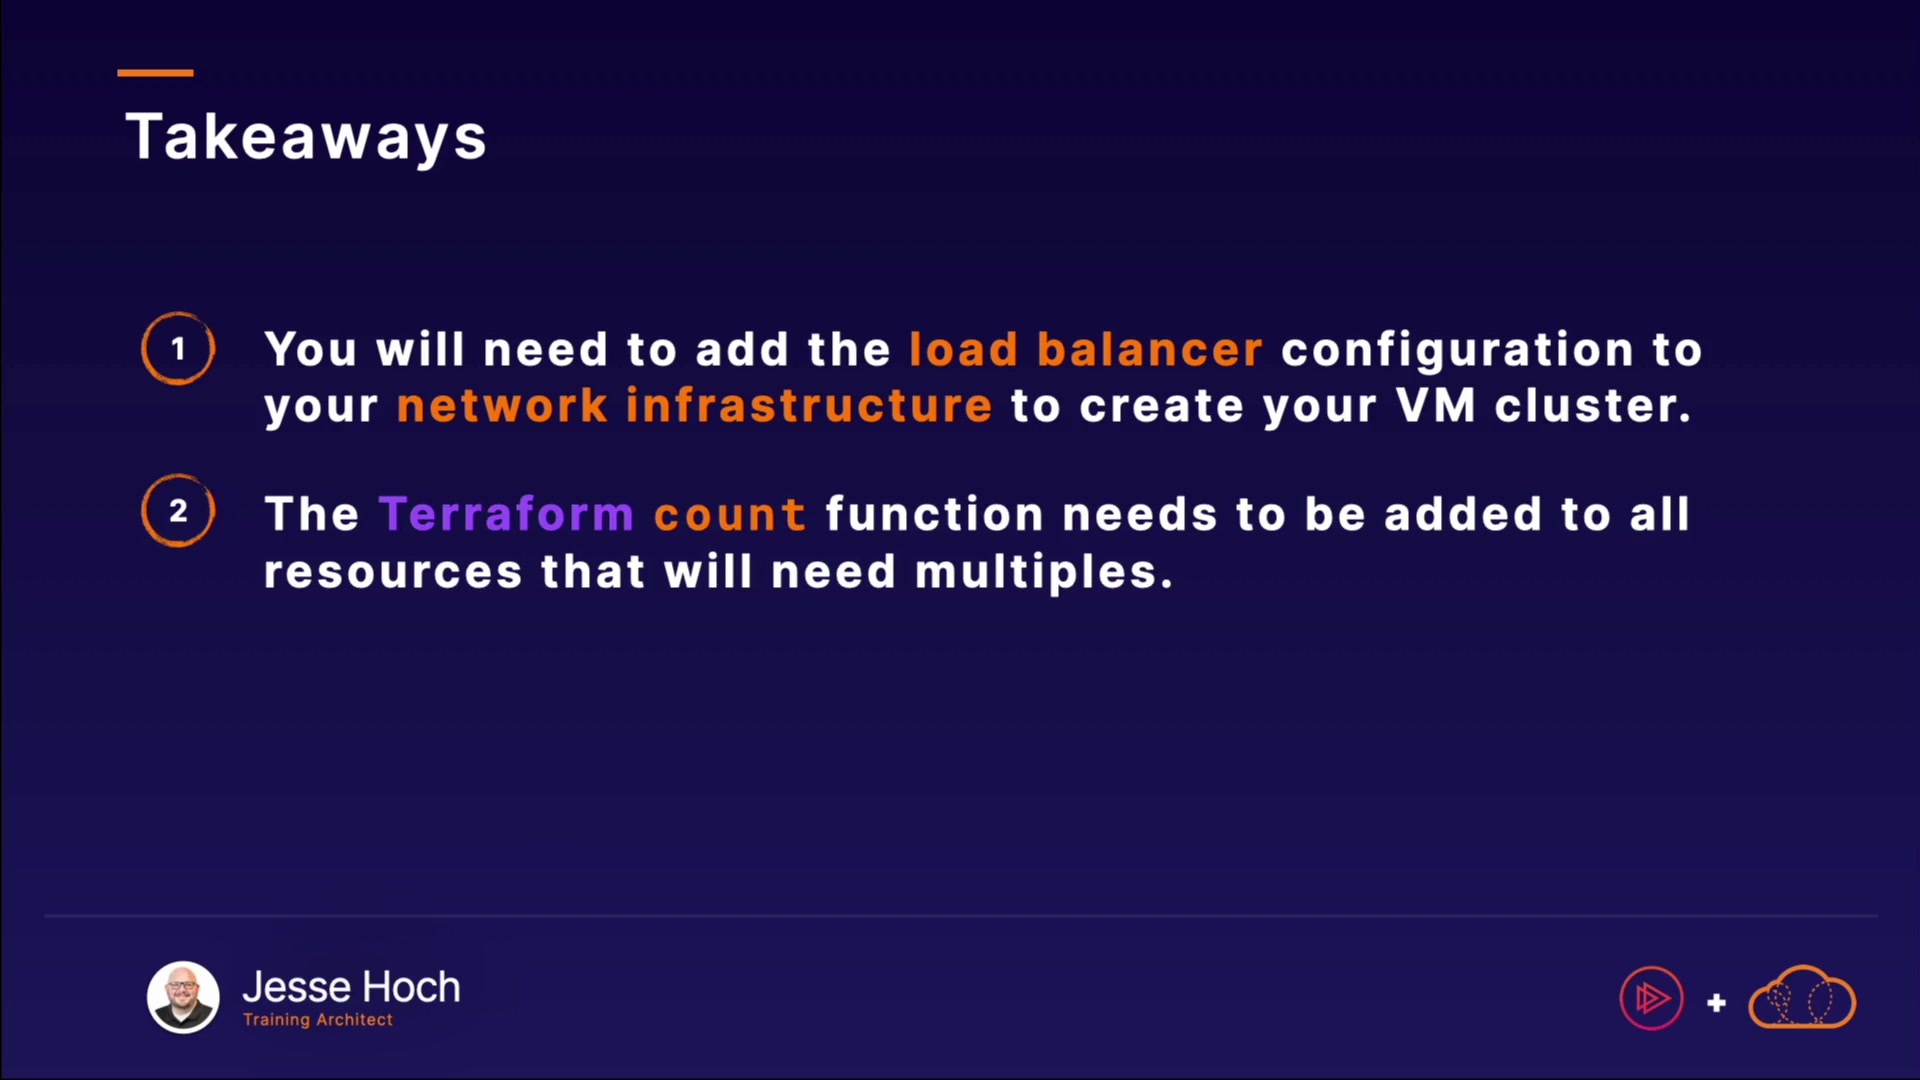 Takeaways
1
You will need to add the load balancer configuration to
your network infrastructure to create your VM cluster.
2
The Terraform count function needs to be added to all
resources that will need multiples.
Jesse Hoch
Training Architect
+